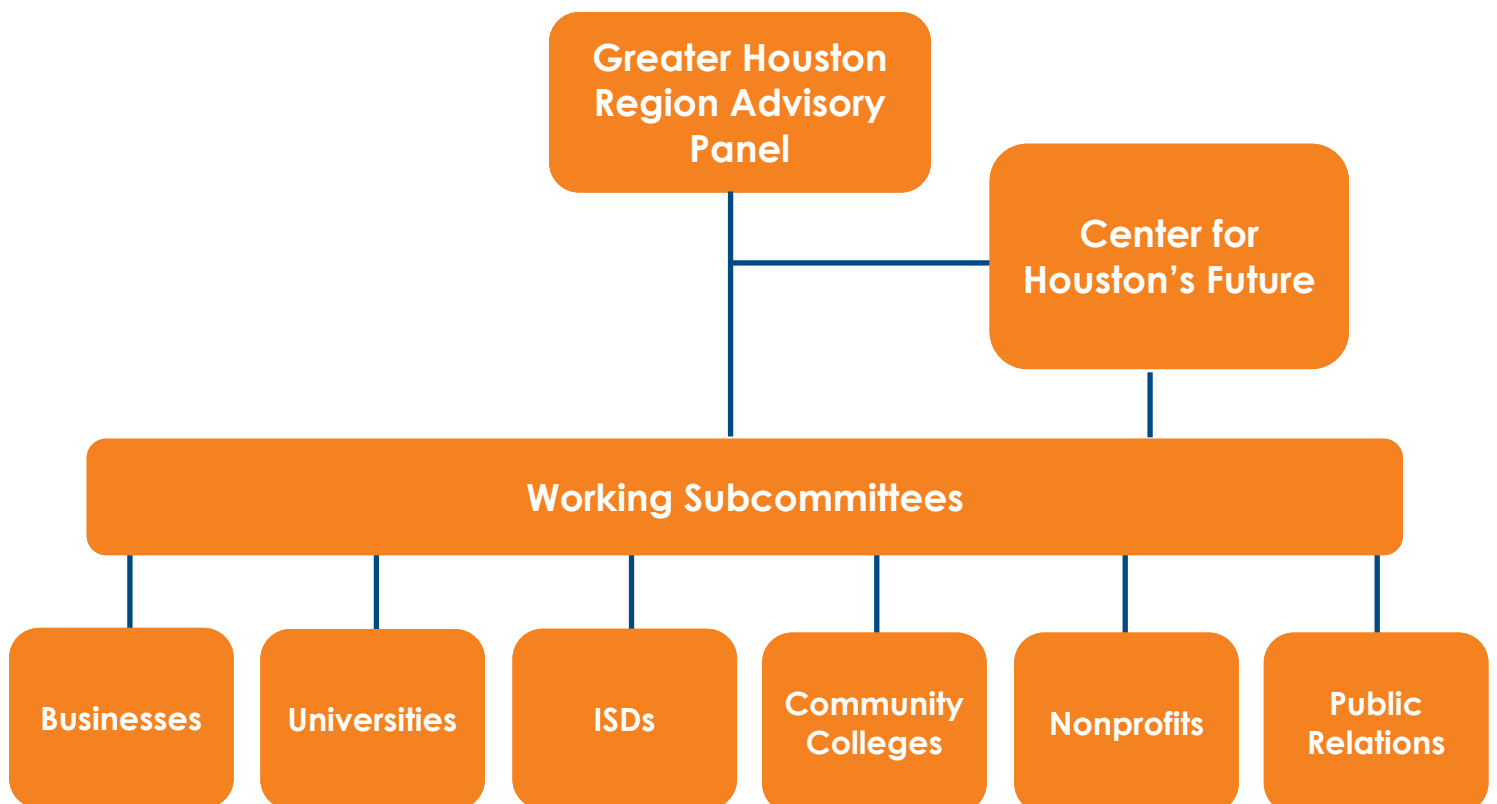 Greater Houston
Region Advisory
Panel
Center for
Houston’s Future
Working Subcommittees
Businesses
Universities
ISDs
Community
Colleges
Nonprofits
Public
Relations